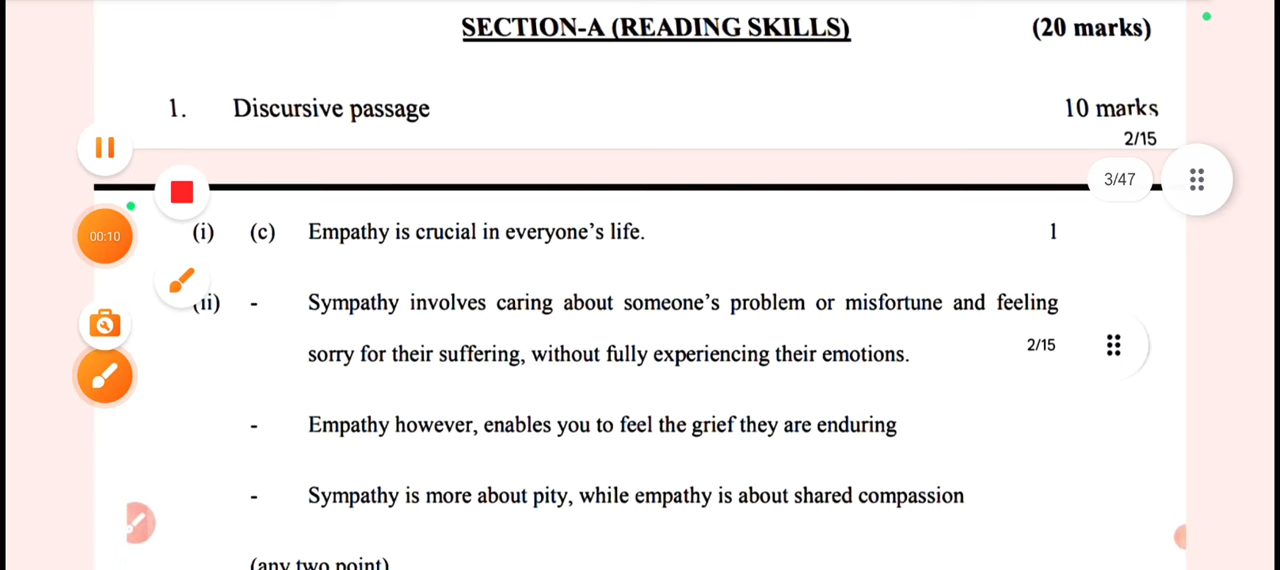 SECTION-A (READING SKILLS) (20 marks)
1. Discursive passage 10 marks
2/15
3/47
(i) (c) Empathy is crucial in everyone's life. 1
00:10
(ii) - Sympathy involves caring about someone's problem or misfortune and feeling
sorry for their suffering, without fully experiencing their emotions. 2/15
- Empathy however, enables you to feel the grief they are enduring
- Sympathy is more about pity, while empathy is about shared compassion
(any two point)